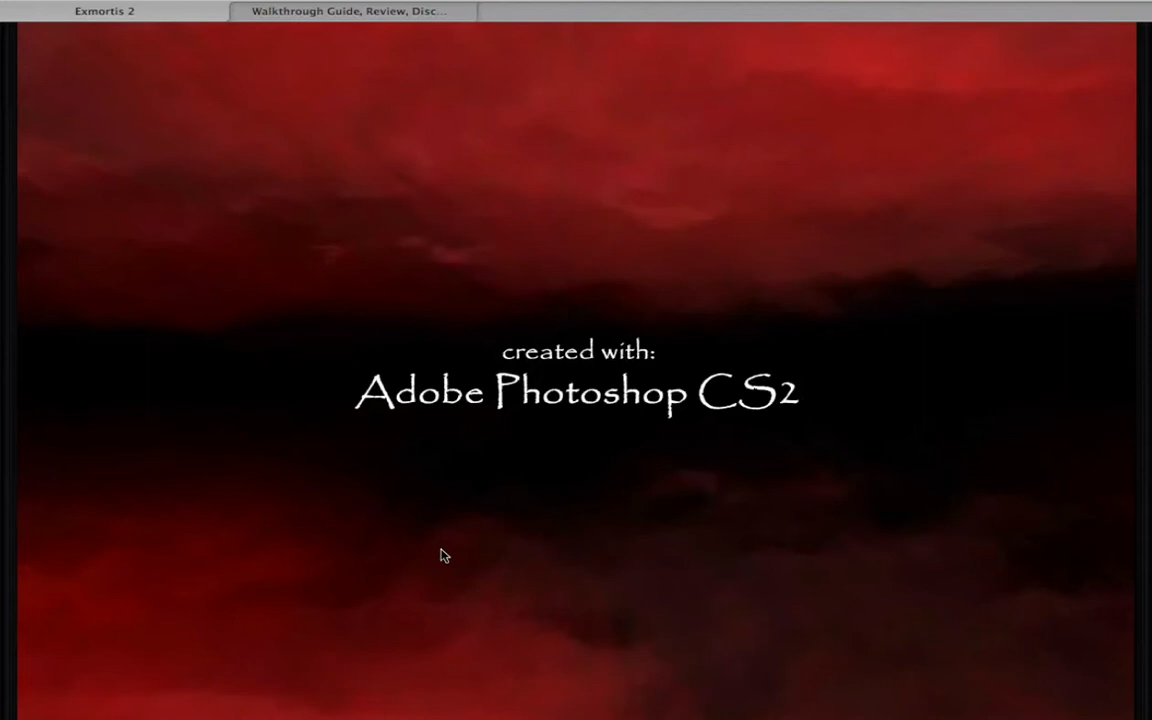 Exmortis 2
Walkthrough Guide, Review, Disc...
created with:
Adobe Photoshop CS2